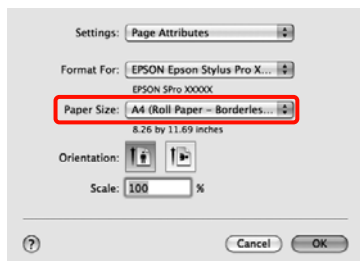 Settings: Page Attributes
Format For: EPSON Epson Stylus Pro X...
EPSON SPro XXXXX
Paper Size: A4 (Roll Paper - Borderles...
8.26 by 11.69 inches
Orientation:
Scale: 100 %
? Cancel OK